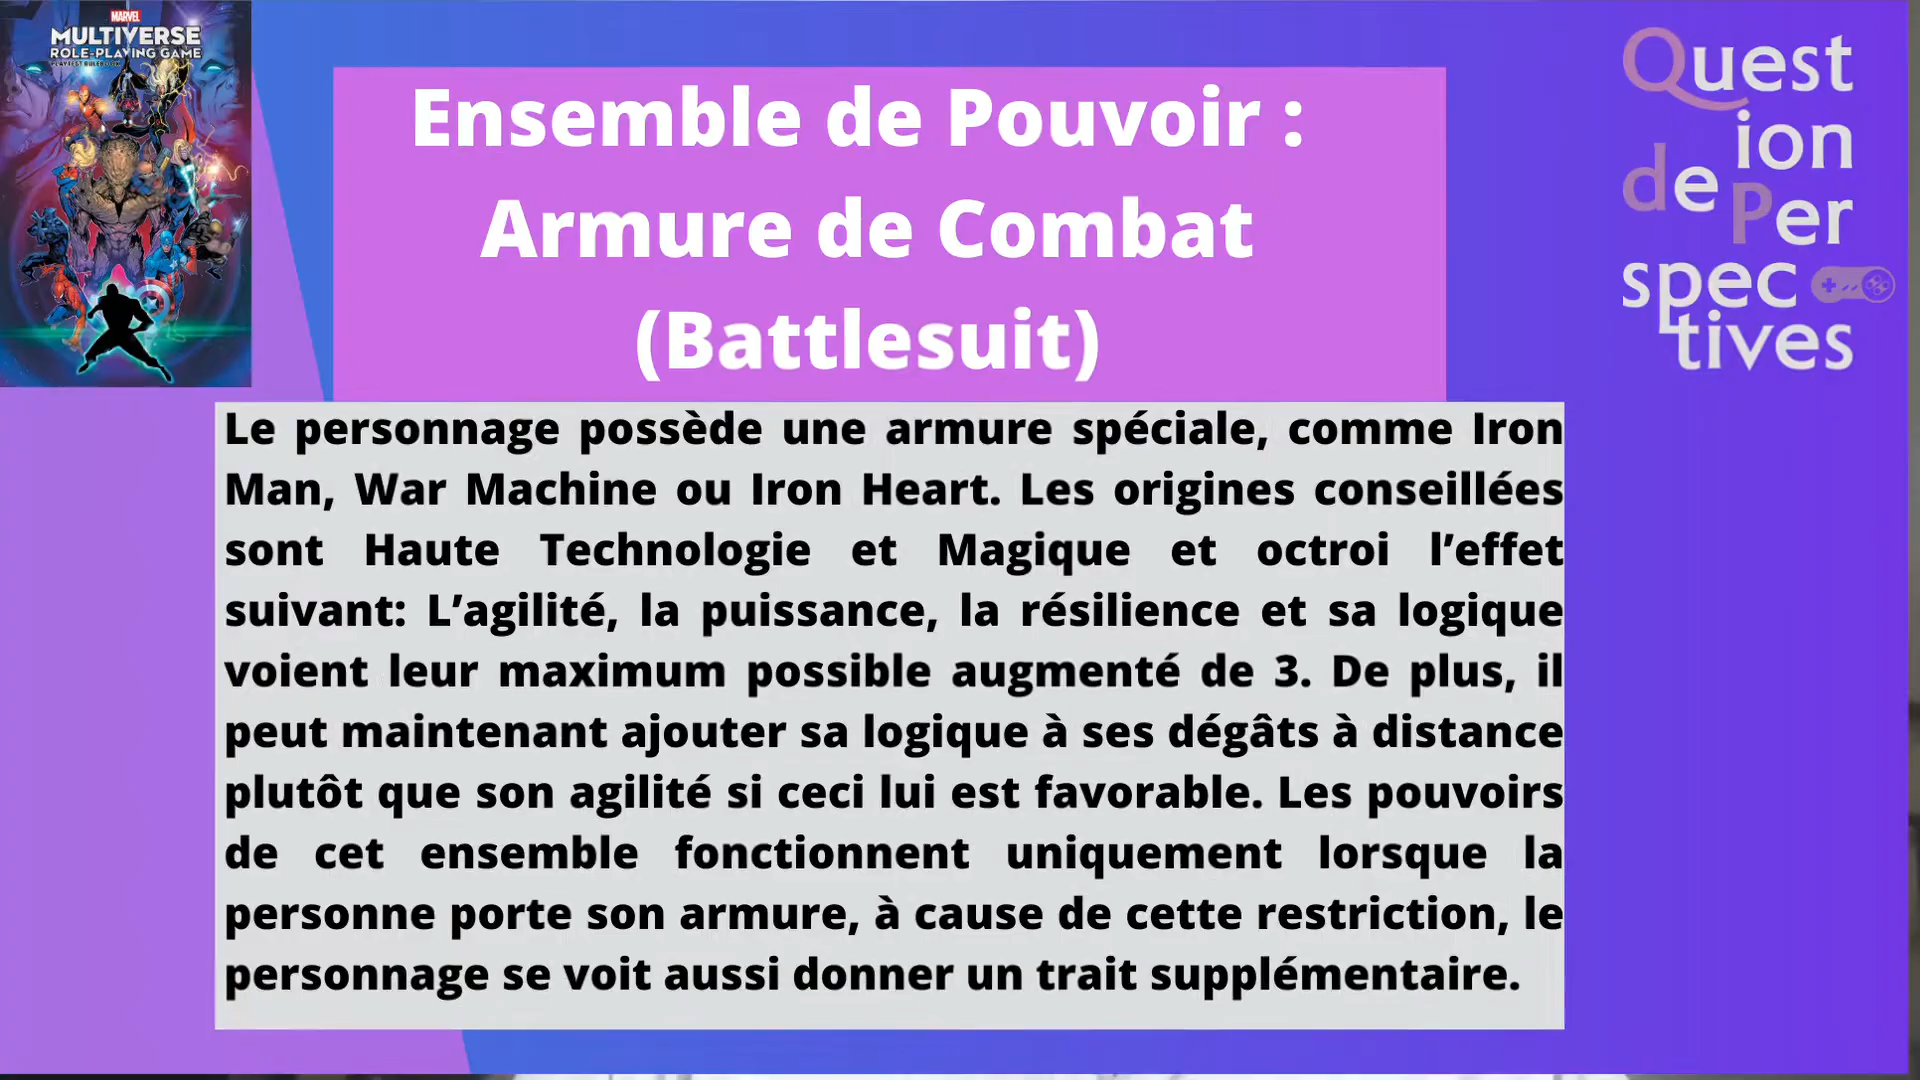 MARVEL
MULTIVERSE
ROLE-PLAYING GAME
PLAYTEST RULEBOOK
Ensemble de Pouvoir :
Armure de Combat
(Battlesuit)
Quest
ion
de Per
spec
tives
Le personnage possède une armure spéciale, comme Iron
Man, War Machine ou Iron Heart. Les origines conseillées
sont Haute Technologie et Magique et octroi l’effet
suivant: L’agilité, la puissance, la résilience et sa logique
voient leur maximum possible augmenté de 3. De plus, il
peut maintenant ajouter sa logique à ses dégâts à distance
plutôt que son agilité si ceci lui est favorable. Les pouvoirs
de cet ensemble fonctionnent uniquement lorsque la
personne porte son armure, à cause de cette restriction, le
personnage se voit aussi donner un trait supplémentaire.